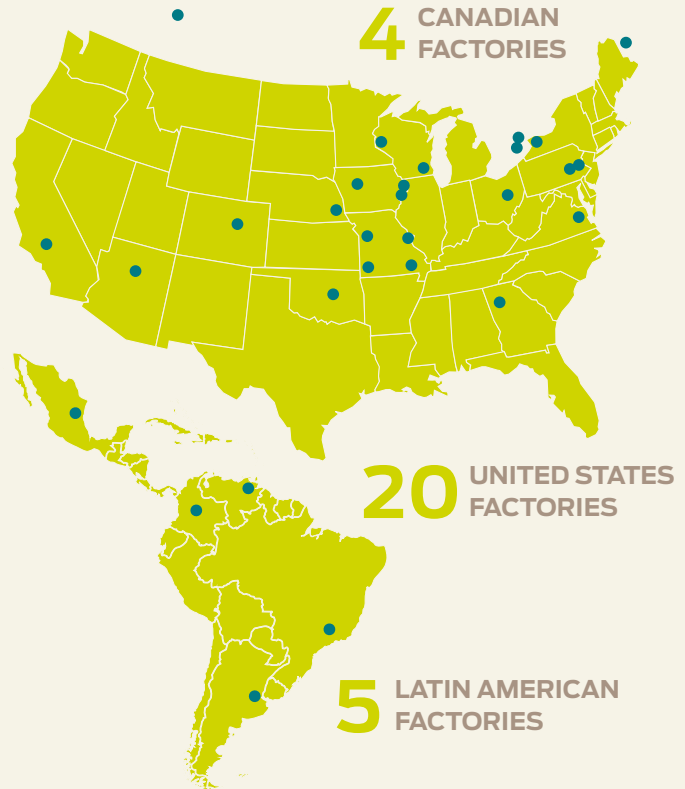 4 CANADIAN
FACTORIES
20 UNITED STATES
FACTORIES
5 LATIN AMERICAN
FACTORIES